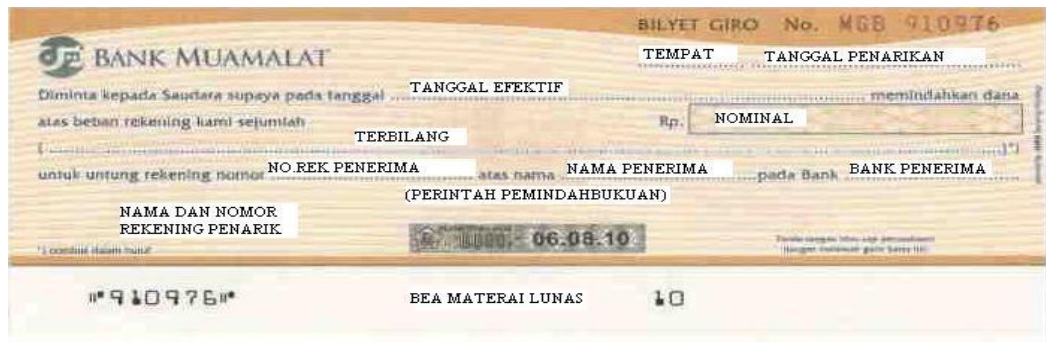 BILYET GIRO No. MGB 910976
BANK MUAMALAT
TEMPAT TANGGAL PENARIKAN
Diminta kepada Saudara supaya pada tanggal TANGGAL EFEKTIF memindahkan dana
atas beban rekening kami sejumlah Rp. NOMINAL
( TERBILANG )*)
untuk untung rekening nomor NO.REK PENERIMA atas nama NAMA PENERIMA pada Bank BANK PENERIMA
(PERINTAH PEMINDAHBUKUAN)
NAMA DAN NOMOR
REKENING PENARIK
06.08.10
⑈910976⑈ BEA MATERAI LUNAS 10